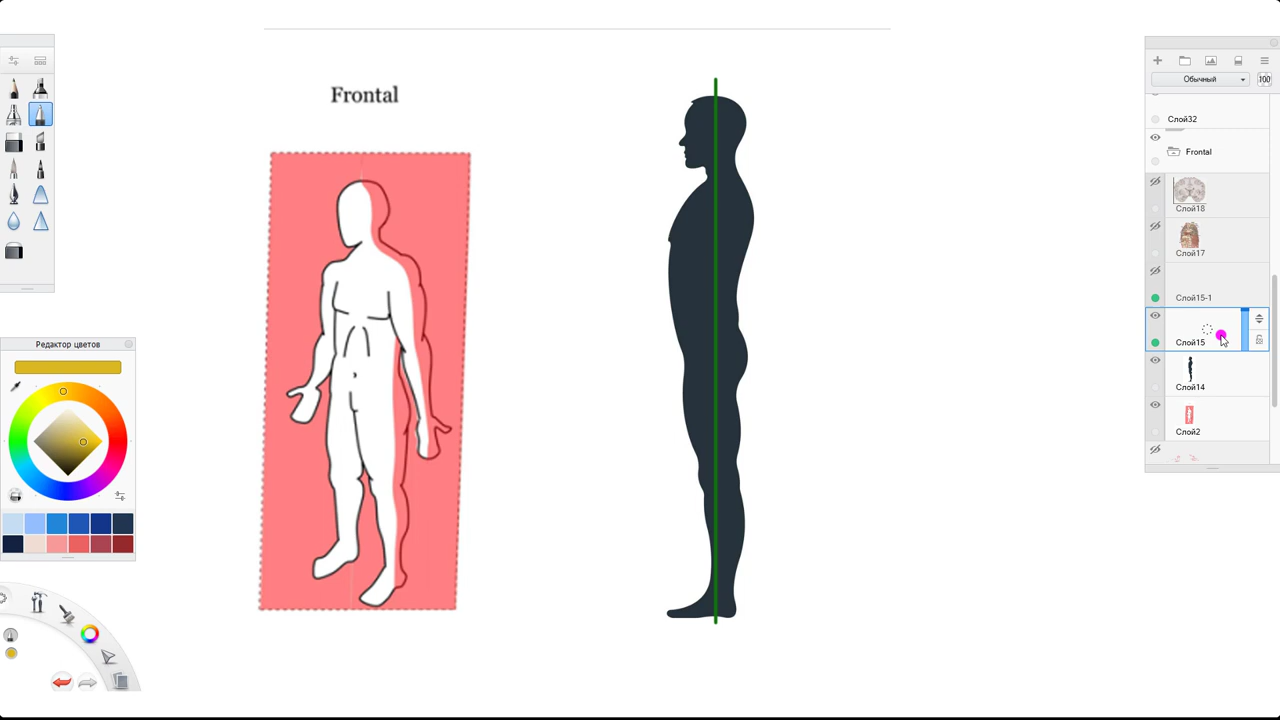 Frontal
Обычный
100
Слой32
Frontal
Слой18
Слой17
Слой15-1
Слой15
Слой14
Слой2
Редактор цветов